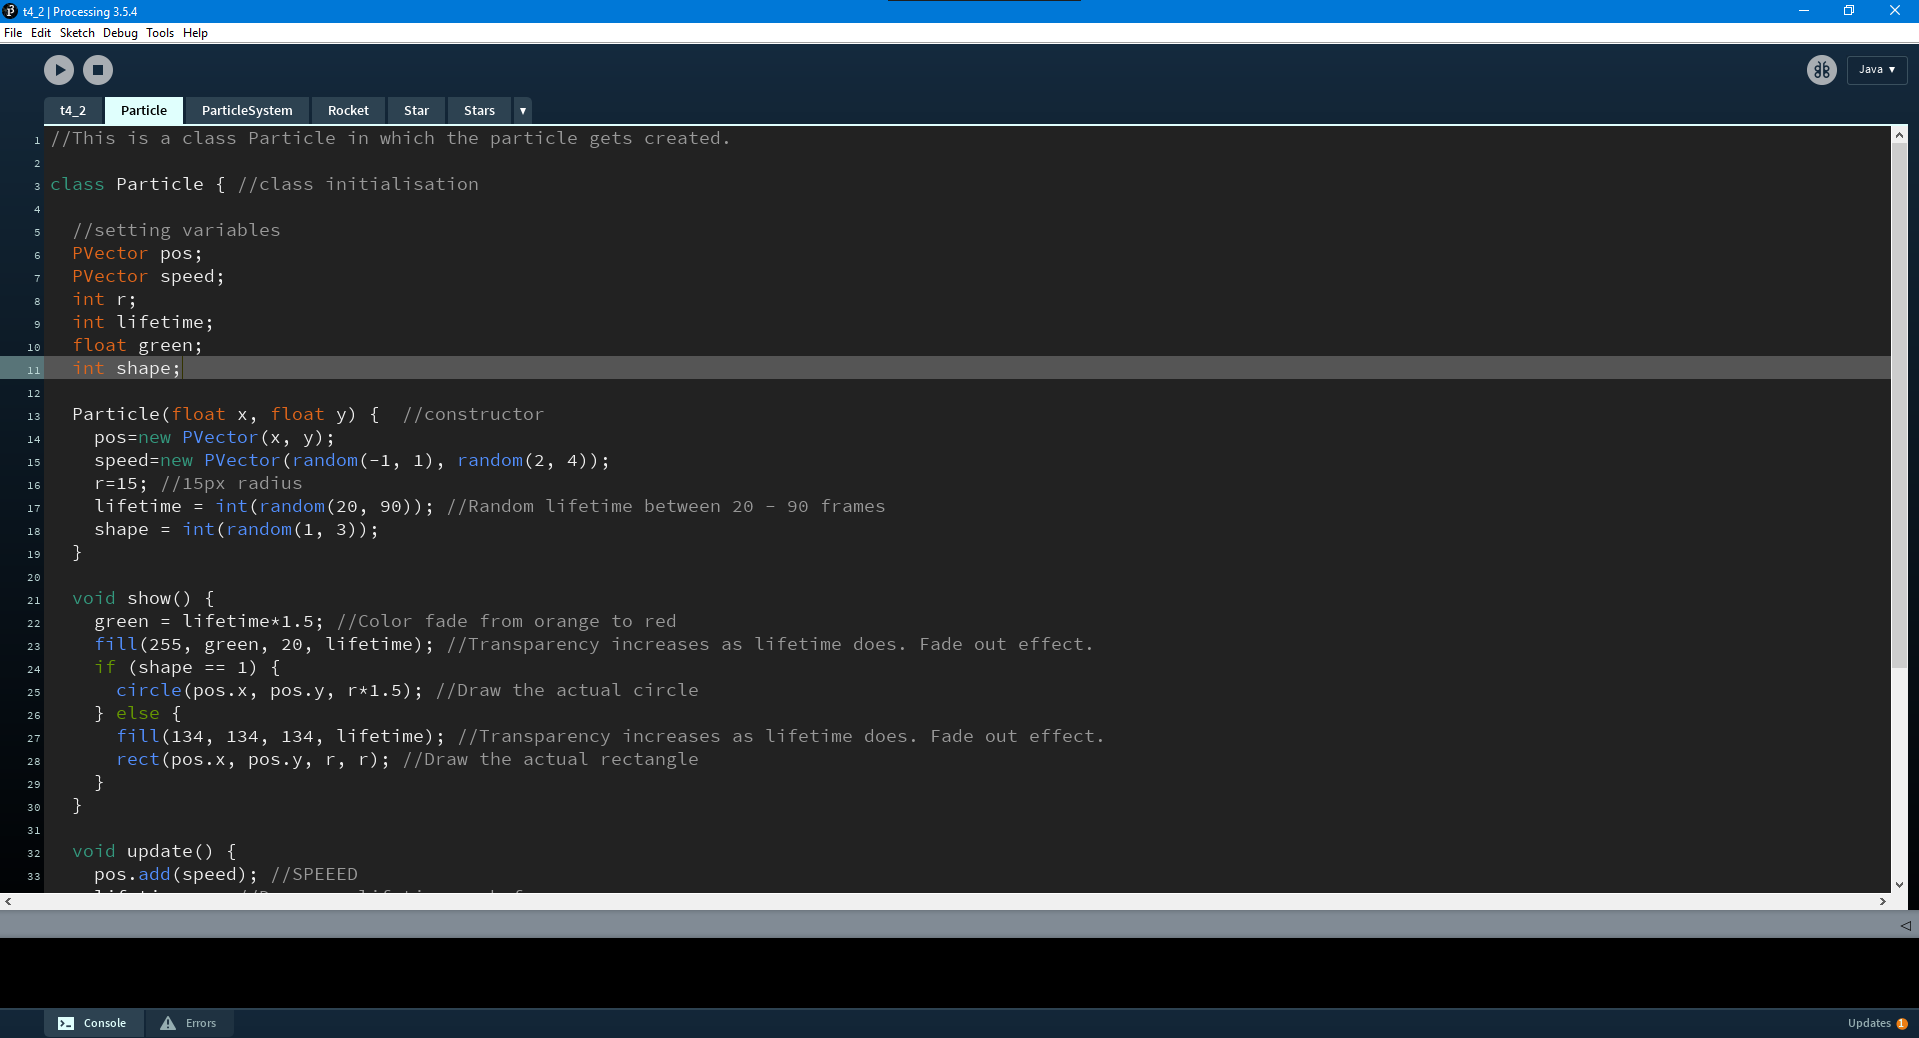 t4_2 | Processing 3.5.4
File Edit Sketch Debug Tools Help
Java ▼
t4_2 Particle ParticleSystem Rocket Star Stars ▼
1 //This is a class Particle in which the particle gets created.
2
3 class Particle { //class initialisation
4
5 //setting variables
6 PVector pos;
7 PVector speed;
8 int r;
9 int lifetime;
10 float green;
11 int shape;
12
13 Particle(float x, float y) {  //constructor
14 pos=new PVector(x, y);
15 speed=new PVector(random(-1, 1), random(2, 4));
16 r=15; //15px radius
17 lifetime = int(random(20, 90)); //Random lifetime between 20 - 90 frames
18 shape = int(random(1, 3));
19 }
20
21 void show() {
22 green = lifetime*1.5; //Color fade from orange to red
23 fill(255, green, 20, lifetime); //Transparency increases as lifetime does. Fade out effect.
24 if (shape == 1) {
25 circle(pos.x, pos.y, r*1.5); //Draw the actual circle
26 } else {
27 fill(134, 134, 134, lifetime); //Transparency increases as lifetime does. Fade out effect.
28 rect(pos.x, pos.y, r, r); //Draw the actual rectangle
29 }
30 }
31
32 void update() {
33 pos.add(speed); //SPEEED
Console Errors Updates 1